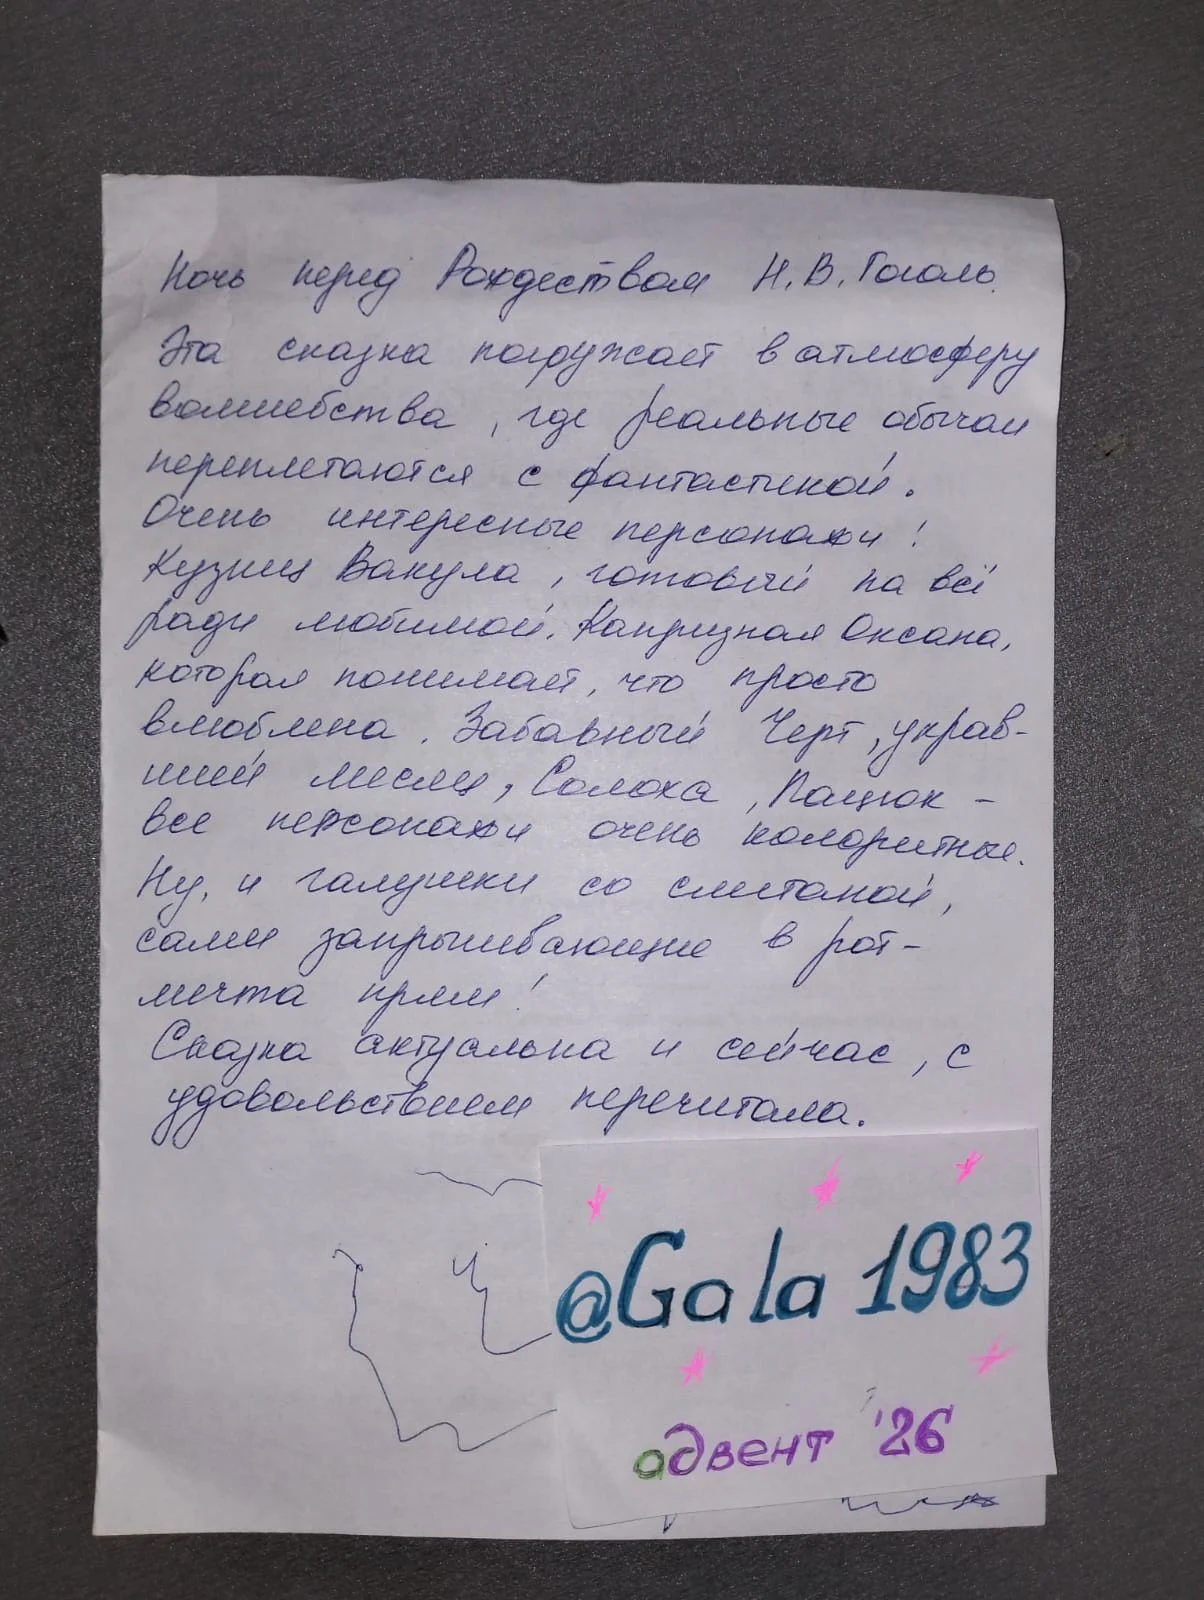 Ночь перед Рождеством Н.В. Гоголь.
Эта сказка погружает в атмосферу
волшебства, где реальные обычаи
переплетаются с фантастикой.
Очень интересные персонажи!
Кузнец Вакула, готовый на всё
ради любимой. Капризная Оксана,
которая понимает, что просто
влюблена. Забавный Черт, украв-
ший месяц, Солоха, Пацюк -
все персонажи очень колоритные.
Ну, и галушки со сметаной,
сами запрыгивающие в рот-
мечта прям!
Сказка актуальна и сейчас, с
удовольствием перечитала.
@Gala 1983
адвент '26